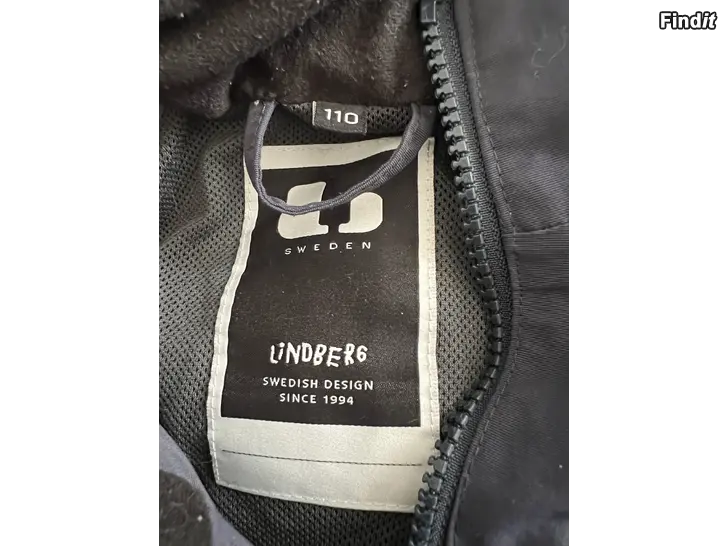 Findit
110
SWEDEN
LiNDBERG
SWEDISH DESIGN
SINCE 1994